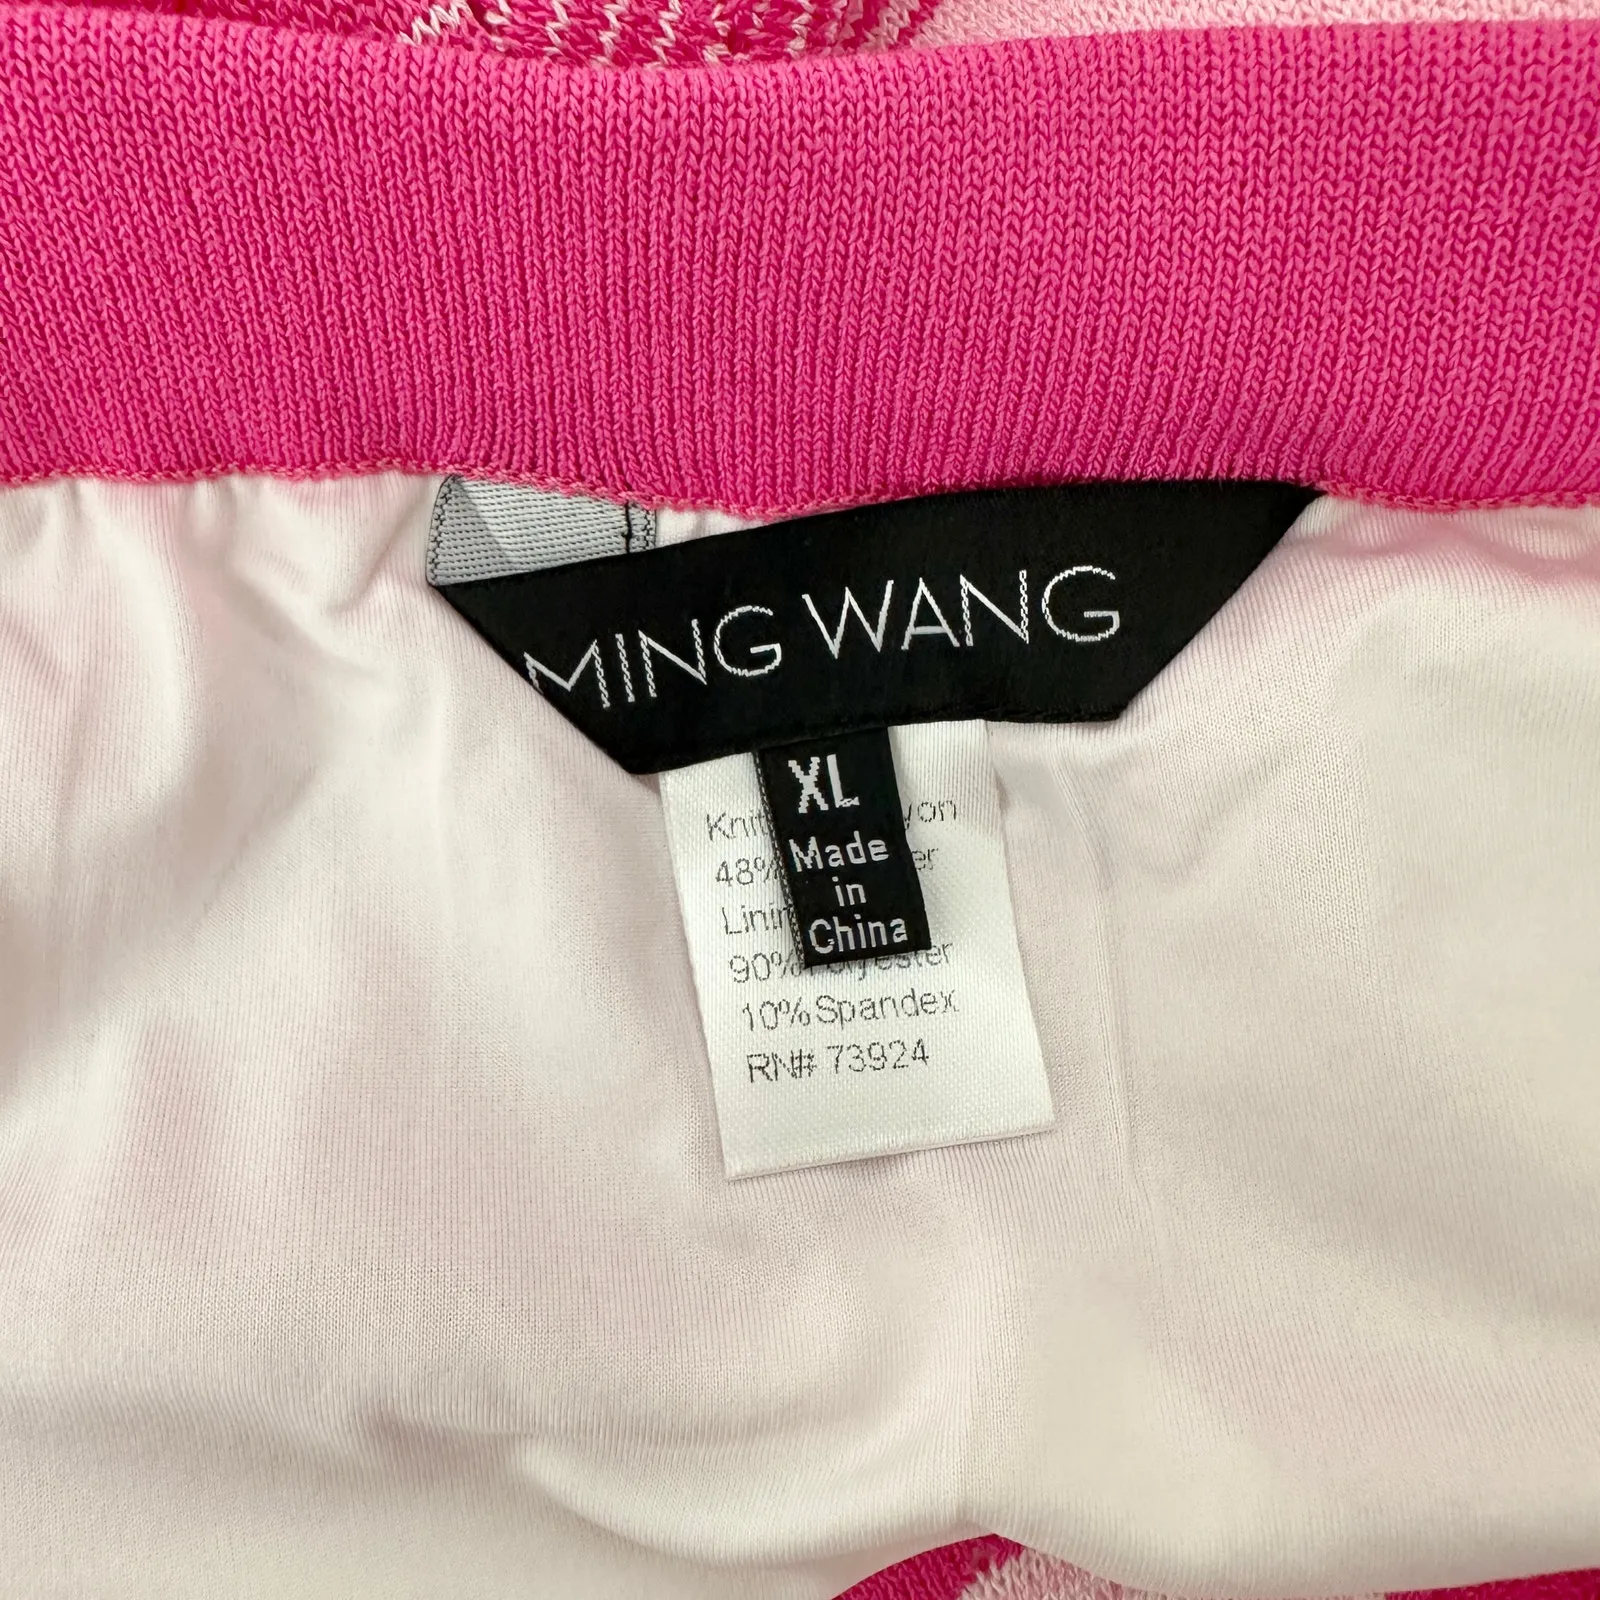 MING WANG
XL
Made
in
China
48%
90%
10% Spandex
RN# 73924